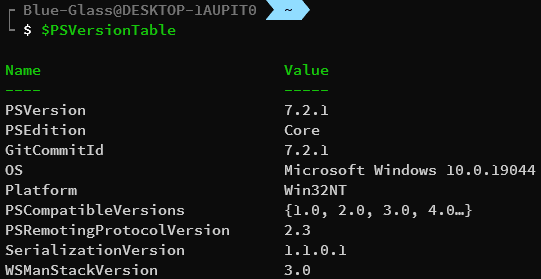 Blue-Glass@DESKTOP-1AUPIT0 ~
$ $PSVersionTable
Name Value
---- -----
PSVersion 7.2.1
PSEdition Core
GitCommitId 7.2.1
OS Microsoft Windows 10.0.19044
Platform Win32NT
PSCompatibleVersions {1.0, 2.0, 3.0, 4.0…}
PSRemotingProtocolVersion 2.3
SerializationVersion 1.1.0.1
WSManStackVersion 3.0